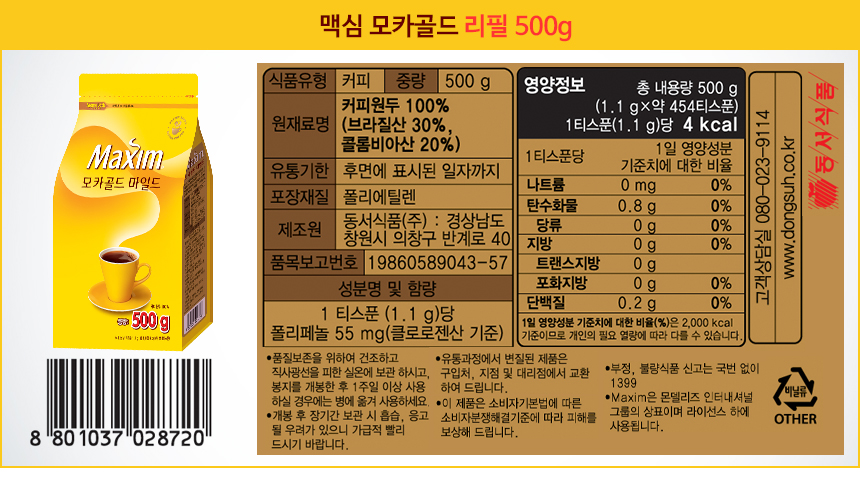 맥심 모카골드 리필 500g
Maxim
모카골드 마일드
500 g
8 801037 028720
식품유형 커피 중량 500 g
원재료명 커피원두 100%
(브라질산 30%,
콜롬비아산 20%)
유통기한 후면에 표시된 일자까지
포장재질 폴리에틸렌
제조원 동서식품(주) : 경상남도
창원시 의창구 반계로 40
품목보고번호 19860589043-57
성분명 및 함량
1 티스푼 (1.1 g)당
폴리페놀 55 mg(클로로젠산 기준)
영양정보 총 내용량 500 g
(1.1 g×약 454티스푼)
1티스푼(1.1 g)당 4 kcal
1티스푼당 1일 영양성분
기준치에 대한 비율
나트륨 0 mg 0%
탄수화물 0.8 g 0%
당류 0 g 0%
지방 0 g 0%
트랜스지방 0 g
포화지방 0 g 0%
단백질 0.2 g 0%
1일 영양성분 기준치에 대한 비율(%)은 2,000 kcal
기준이므로 개인의 필요 열량에 따라 다를 수 있습니다.
고객상담실 080-023-9114
www.dongsuh.co.kr
동서식품
•품질보존을 위하여 건조하고
직사광선을 피한 실온에 보관 하시고,
봉지를 개봉한 후 1주일 이상 사용
하실 경우에는 병에 옮겨 사용하세요.
•개봉 후 장기간 보관 시 흡습, 응고
될 우려가 있으니 가급적 빨리
드시기 바랍니다.
•유통과정에서 변질된 제품은
구입처, 지점 및 대리점에서 교환
하여 드립니다.
•이 제품은 소비자기본법에 따른
소비자분쟁해결기준에 따라 피해를
보상해 드립니다.
•부정, 불량식품 신고는 국번 없이
1399
•Maxim은 몬델리즈 인터내셔널
그룹의 상표이며 라이선스 하에
사용됩니다.
비닐류
OTHER